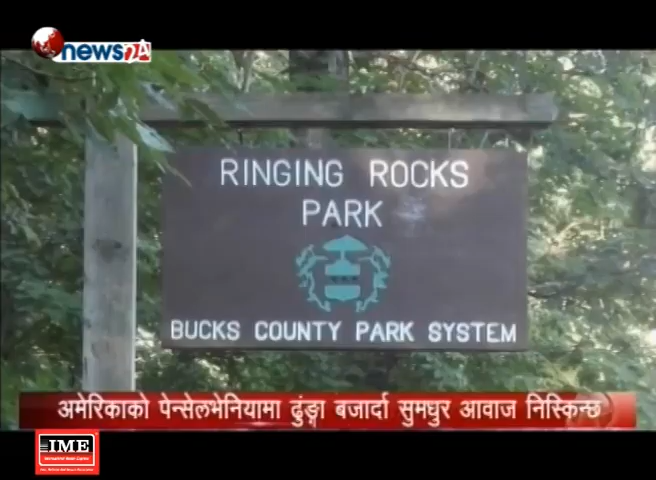 news24
RINGING ROCKS
PARK
BUCKS COUNTY PARK SYSTEM
अमेरिकाको पेन्सेलभेनियामा ढुंङ्गा बजार्दा सुमधुर आवाज निस्किन्छ
IME